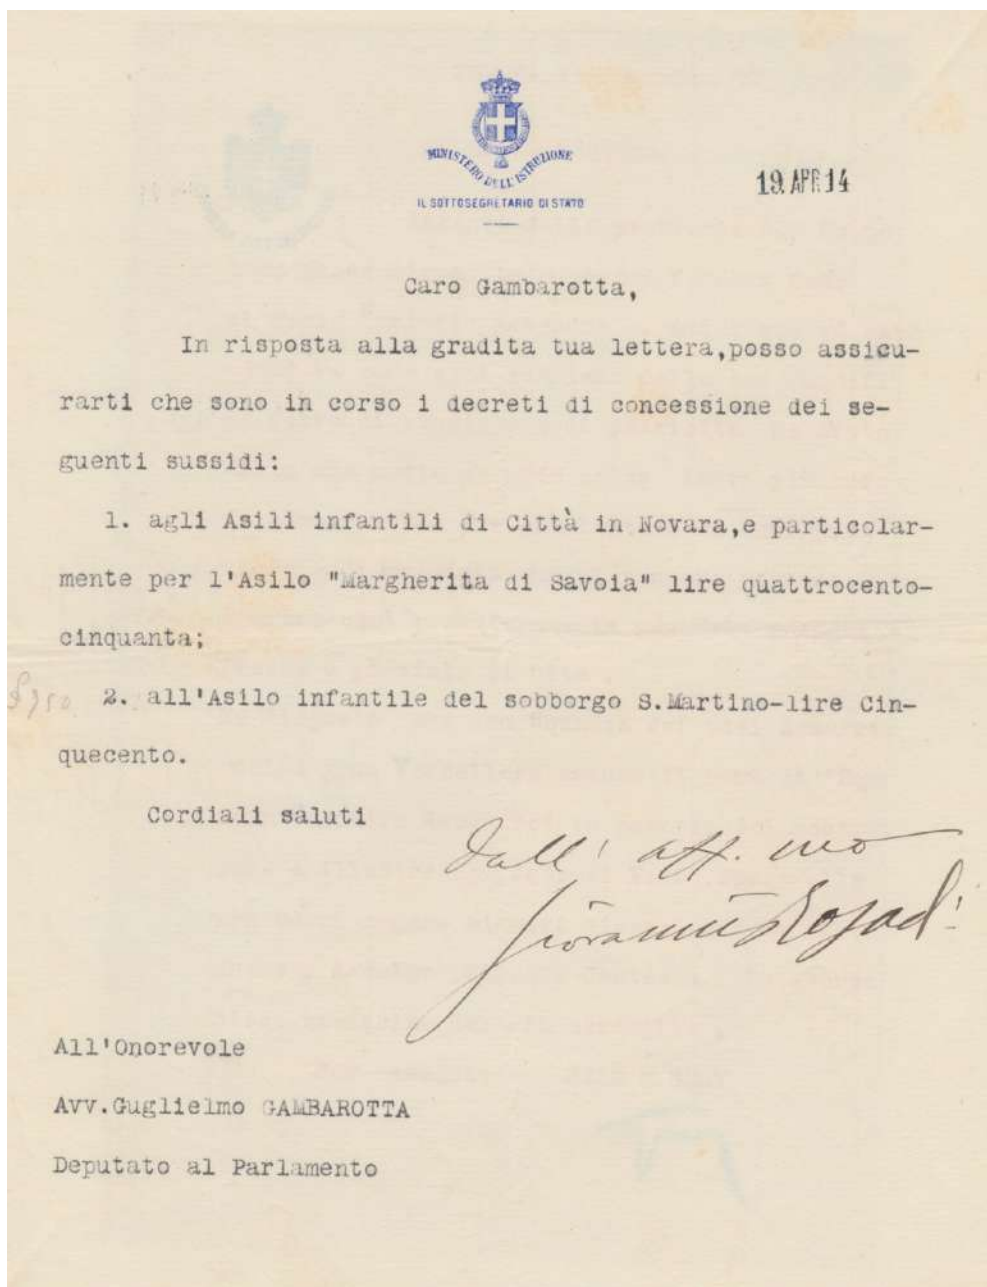 MINISTERO DELL'ISTRUZIONE
IL SOTTOSEGRETARIO DI STATO
19. APR. 14
Caro Gambarotta,
In risposta alla gradita tua lettera,posso assicu-
rarti che sono in corso i decreti di concessione dei se-
guenti sussidi:
1. agli Asili infantili di Città in Novara,e particolar-
mente per l'Asilo "Margherita di Savoia" lire quattrocento-
cinquanta;
2. all'Asilo infantile del sobborgo S.Martino-lire Cin-
quecento.
Cordiali saluti
dall' aff. mo
Giovanni Rosadi
All'Onorevole
Avv.Guglielmo GAMBAROTTA
Deputato al Parlamento